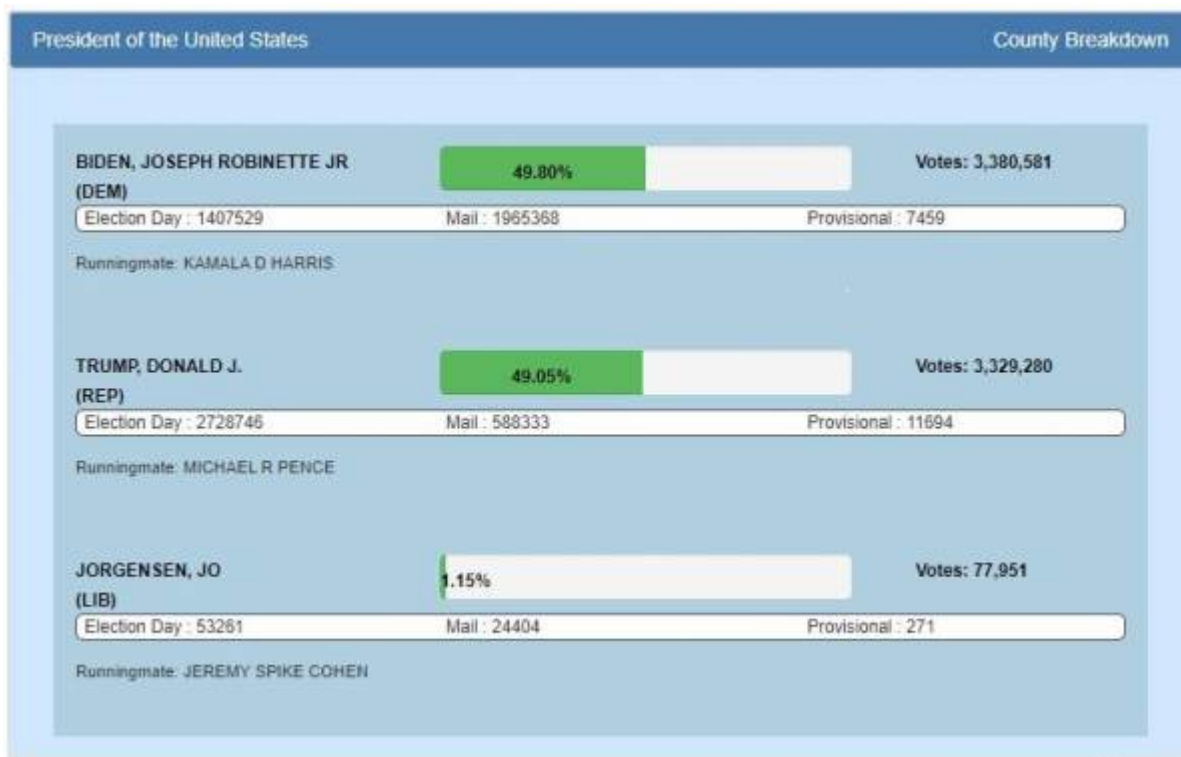 President of the United States County Breakdown
BIDEN, JOSEPH ROBINETTE JR 49.80% Votes: 3,380,581
(DEM)
Election Day : 1407529 Mail : 1965368 Provisional : 7459
Runningmate: KAMALA D HARRIS
TRUMP, DONALD J. 49.05% Votes: 3,329,280
(REP)
Election Day : 2728746 Mail : 588333 Provisional : 11694
Runningmate: MICHAEL R PENCE
JORGENSEN, JO 1.15% Votes: 77,951
(LIB)
Election Day : 53261 Mail : 24404 Provisional : 271
Runningmate: JEREMY SPIKE COHEN